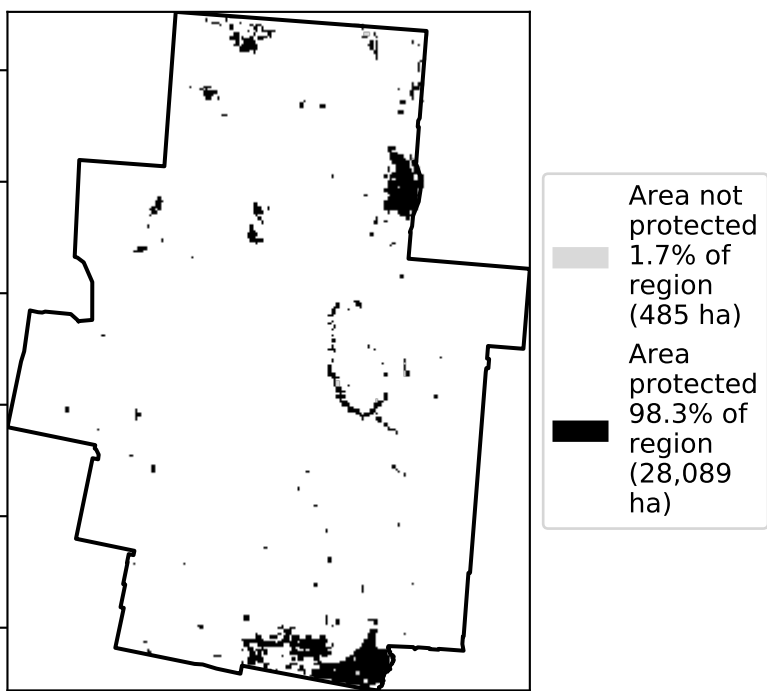 Area not
protected
1.7% of
region
(485 ha)
Area
protected
98.3% of
region
(28,089
ha)